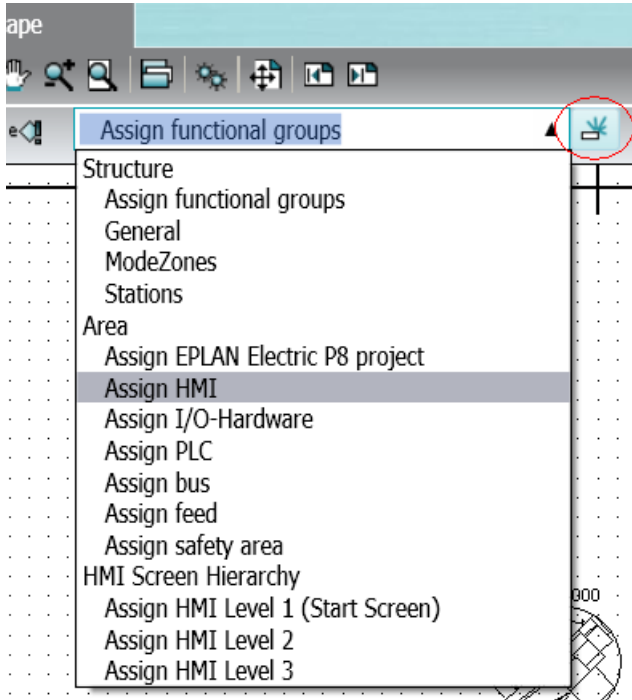 ape
e
Assign functional groups
Structure
Assign functional groups
General
ModeZones
Stations
Area
Assign EPLAN Electric P8 project
Assign HMI
Assign I/O-Hardware
Assign PLC
Assign bus
Assign feed
Assign safety area
HMI Screen Hierarchy
000
Assign HMI Level 1 (Start Screen)
Assign HMI Level 2
Assign HMI Level 3